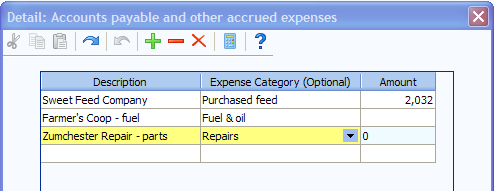 Detail: Accounts payable and other accrued expenses
Description Expense Category (Optional) Amount
Sweet Feed Company Purchased feed 2,032
Farmer's Coop - fuel Fuel & oil
Zumchester Repair - parts Repairs 0